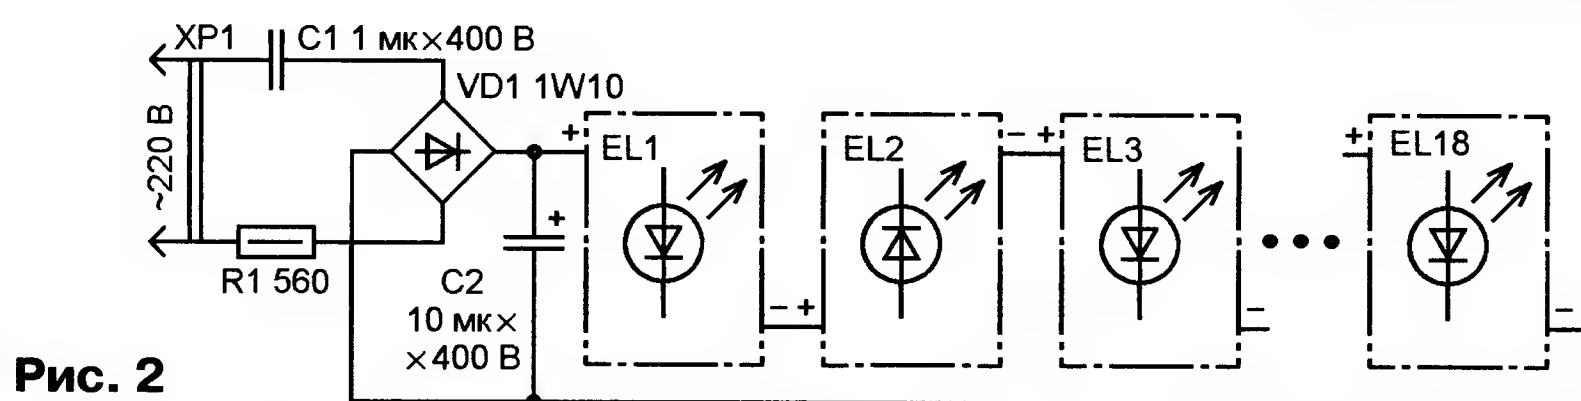 XP1
C1 1 мк×400 В
VD1 1W10
~220 В
+
EL1
EL2
− +
EL3
+
EL18
+
R1 560
C2
10 мк×
×400 В
− +
−
−
Рис. 2